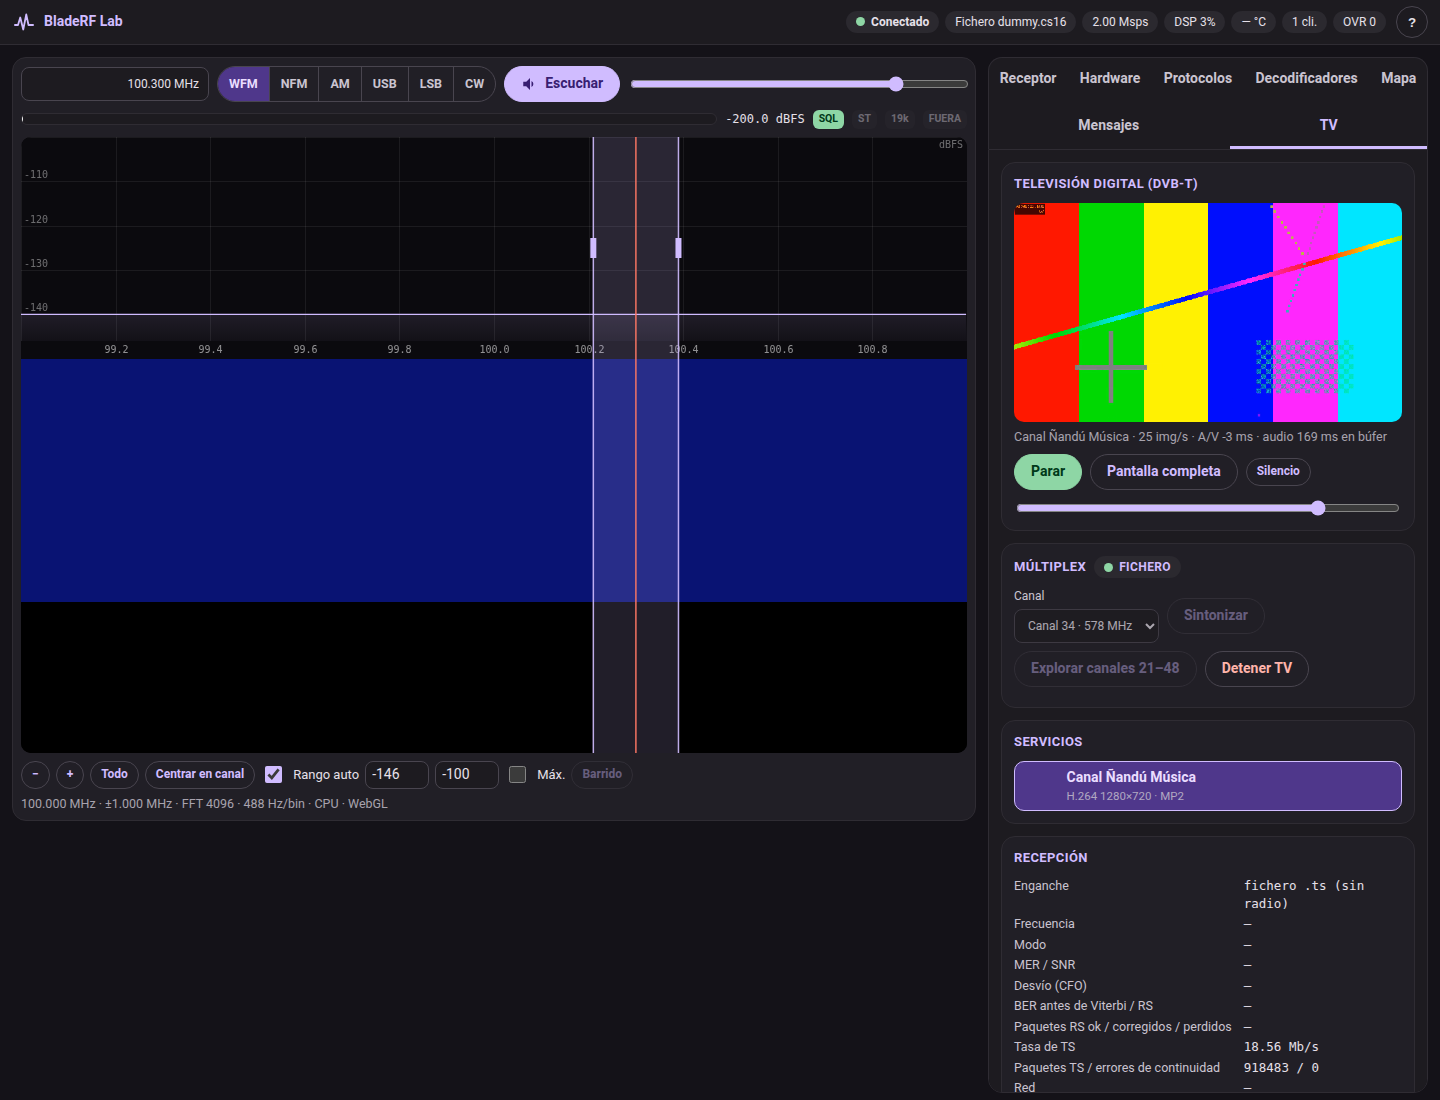 BladeRF Lab
Conectado
Fichero dummy.cs16
2.00 Msps
DSP 3%
— °C
1 cli.
OVR 0
?
100.300 MHz
WFM
NFM
AM
USB
LSB
CW
Escuchar
-200.0 dBFS
SQL
ST
19k
FUERA
dBFS
-110
-120
-130
-140
99.2
99.4
99.6
99.8
100.0
100.2
100.4
100.6
100.8
−
+
Todo
Centrar en canal
Rango auto
-146
-100
Máx.
Barrido
100.000 MHz · ±1.000 MHz · FFT 4096 · 488 Hz/bin · CPU · WebGL
Receptor
Hardware
Protocolos
Decodificadores
Mapa
Mensajes
TV
TELEVISIÓN DIGITAL (DVB-T)
Canal Ñandú Música · 25 img/s · A/V -3 ms · audio 169 ms en búfer
Parar
Pantalla completa
Silencio
MÚLTIPLEX
FICHERO
Canal
Canal 34 · 578 MHz
Sintonizar
Explorar canales 21–48
Detener TV
SERVICIOS
Canal Ñandú Música
H.264 1280×720 · MP2
RECEPCIÓN
Enganche fichero .ts (sin
radio)
Frecuencia —
Modo —
MER / SNR —
Desvío (CFO) —
BER antes de Viterbi / RS —
Paquetes RS ok / corregidos / perdidos —
Tasa de TS 18.56 Mb/s
Paquetes TS / errores de continuidad 918483 / 0
Red —